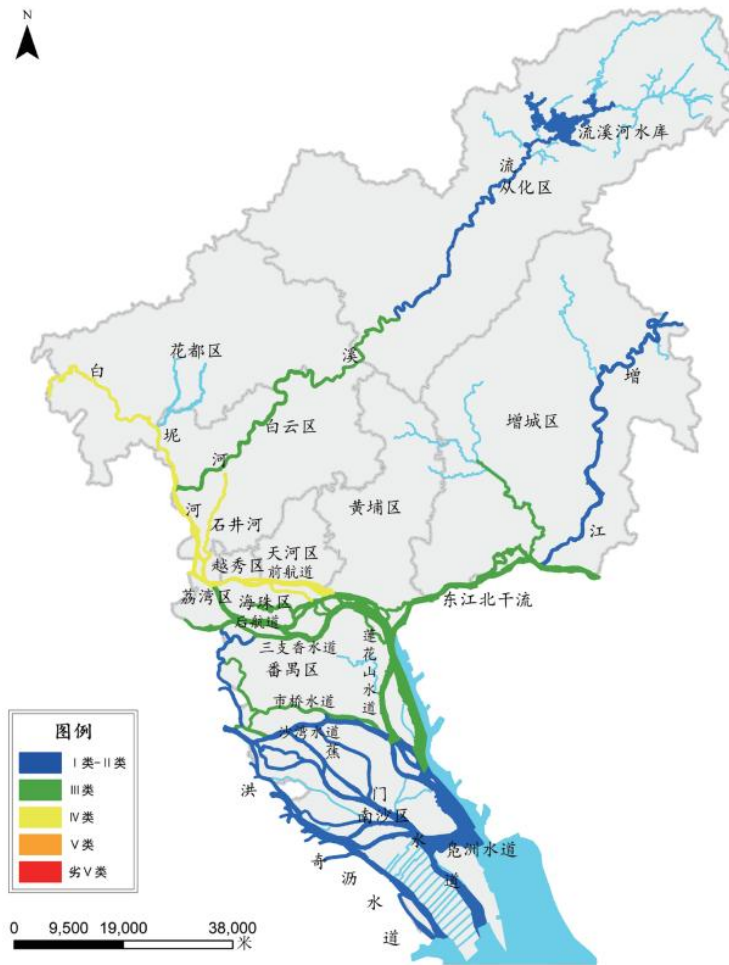 N
流溪河水库
流
从化区
花都区
溪
白
增
坭
白云区
增城区
河
河
石井河
黄埔区
江
天河区
越秀区
前航道
荔湾区
海珠区
东江北干流
后航道
三支香水道
莲花山水道
番禺区
市桥水道
沙湾水道
蕉
洪
门
南沙区
水
凫洲水道
奇
沥
道
水
道
图例
Ⅰ类-Ⅱ类
Ⅲ类
Ⅳ类
Ⅴ类
劣Ⅴ类
0 9,500 19,000 38,000
米